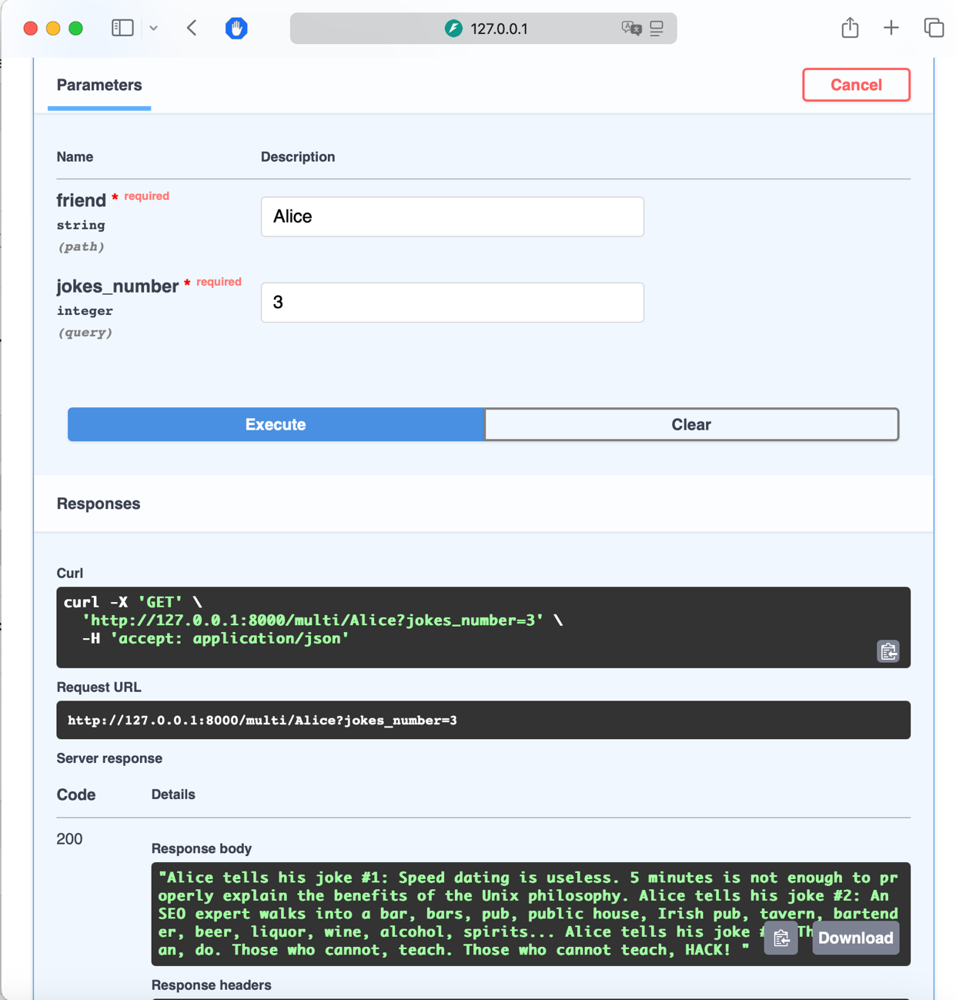 127.0.0.1
Parameters
Cancel
Name Description
friend * required
string
(path)
Alice
jokes_number * required
integer
(query)
3
Execute Clear
Responses
Curl
curl -X 'GET' \
'http://127.0.0.1:8000/multi/Alice?jokes_number=3' \
-H 'accept: application/json'
Request URL
http://127.0.0.1:8000/multi/Alice?jokes_number=3
Server response
Code Details
200
Response body
"Alice tells his joke #1: Speed dating is useless. 5 minutes is not enough to pr
operly explain the benefits of the Unix philosophy. Alice tells his joke #2: An
SEO expert walks into a bar, bars, pub, public house, Irish pub, tavern, bartend
er, beer, liquor, wine, alcohol, spirits... Alice tells his joke
an, do. Those who cannot, teach. Those who cannot teach, HACK! "
Download
Response headers